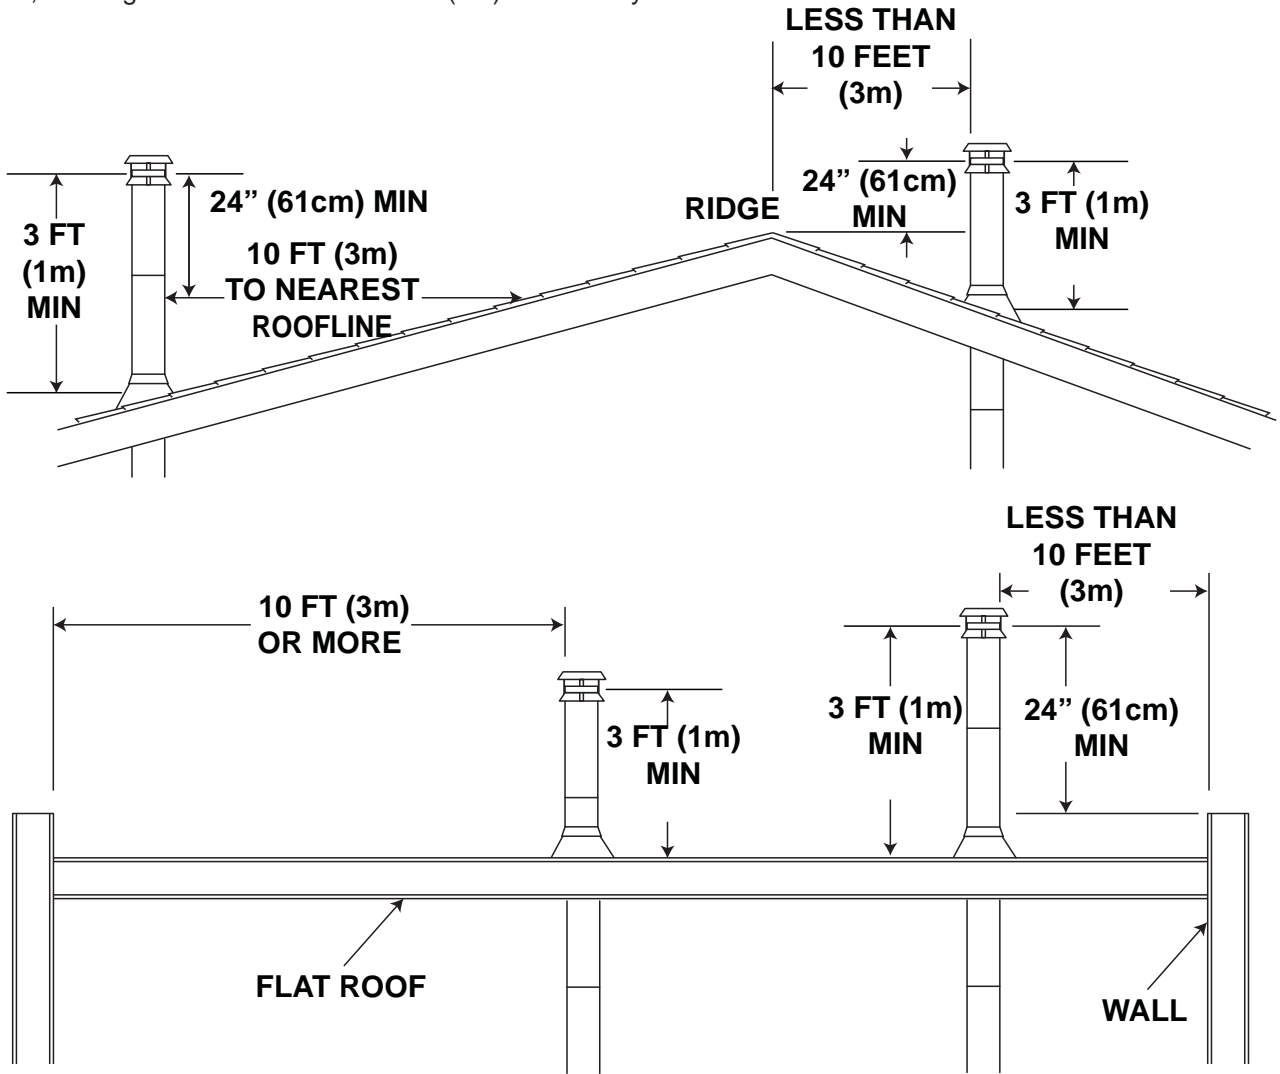 LESS THAN
10 FEET
(3m)
24” (61cm) MIN
3 FT
(1m)
MIN
10 FT (3m)
TO NEAREST
ROOFLINE
RIDGE
24” (61cm)
MIN
3 FT (1m)
MIN
LESS THAN
10 FEET
(3m)
10 FT (3m)
OR MORE
3 FT (1m)
MIN
3 FT (1m)
MIN
24” (61cm)
MIN
FLAT ROOF
WALL